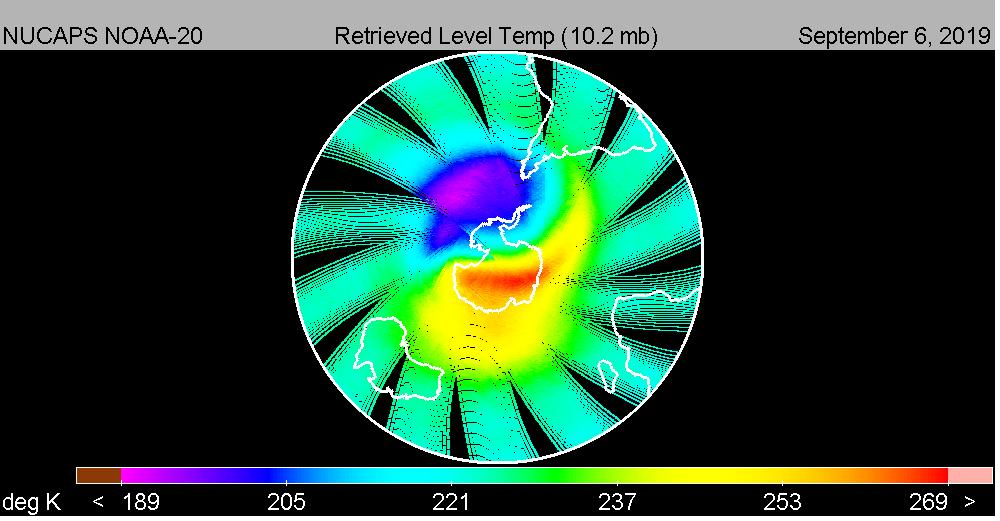 NUCAPS NOAA-20 Retrieved Level Temp (10.2 mb) September 6, 2019
deg K < 189 205 221 237 253 269 >